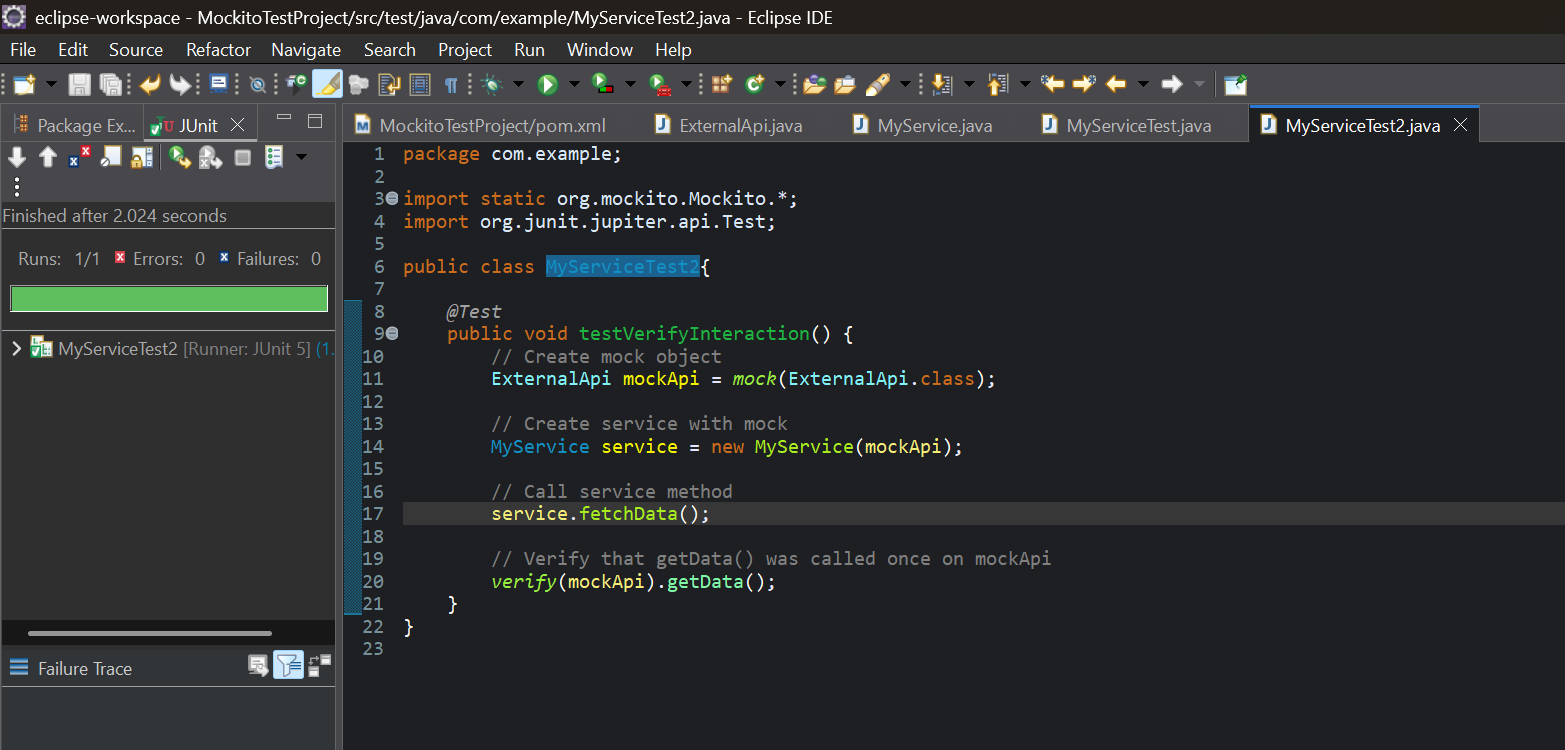 eclipse-workspace - MockitoTestProject/src/test/java/com/example/MyServiceTest2.java - Eclipse IDE
File Edit Source Refactor Navigate Search Project Run Window Help
Package Ex... JUnit
MockitoTestProject/pom.xml ExternalApi.java MyService.java MyServiceTest.java MyServiceTest2.java
Finished after 2.024 seconds
Runs: 1/1 Errors: 0 Failures: 0
MyServiceTest2 [Runner: JUnit 5] (1.
Failure Trace
1 package com.example;
2
3 import static org.mockito.Mockito.*;
4 import org.junit.jupiter.api.Test;
5
6 public class MyServiceTest2{
7
8     @Test
9     public void testVerifyInteraction() {
10         // Create mock object
11         ExternalApi mockApi = mock(ExternalApi.class);
12
13         // Create service with mock
14         MyService service = new MyService(mockApi);
15
16         // Call service method
17         service.fetchData();
18
19         // Verify that getData() was called once on mockApi
20         verify(mockApi).getData();
21     }
22 }
23